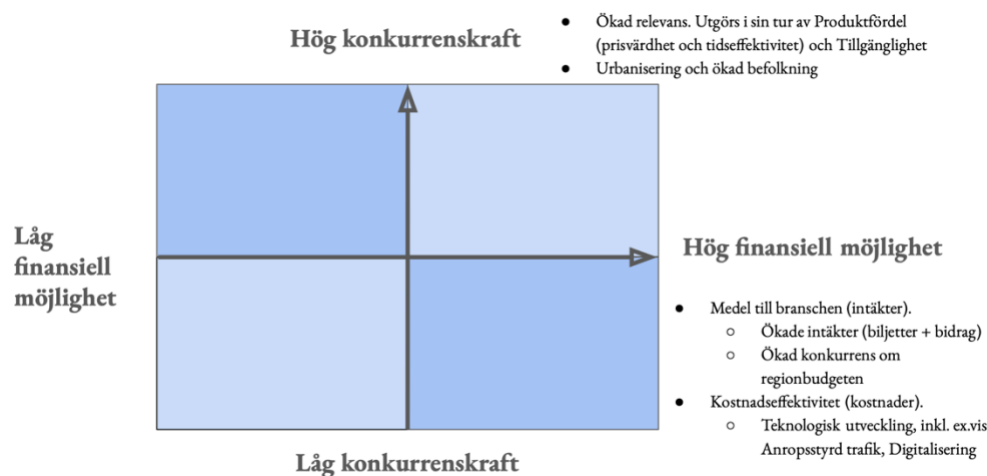 Hög konkurrenskraft
● Ökad relevans. Utgörs i sin tur av Produktfördel
(prisvärdhet och tidseffektivitet) och Tillgänglighet
● Urbanisering och ökad befolkning
Låg
finansiell
möjlighet
Hög finansiell möjlighet
● Medel till branschen (intäkter).
○ Ökade intäkter (biljetter + bidrag)
○ Ökad konkurrens om
regionbudgeten
● Kostnadseffektivitet (kostnader).
○ Teknologisk utveckling, inkl. ex.vis
Anropsstyrd trafik, Digitalisering
Låg konkurrenskraft